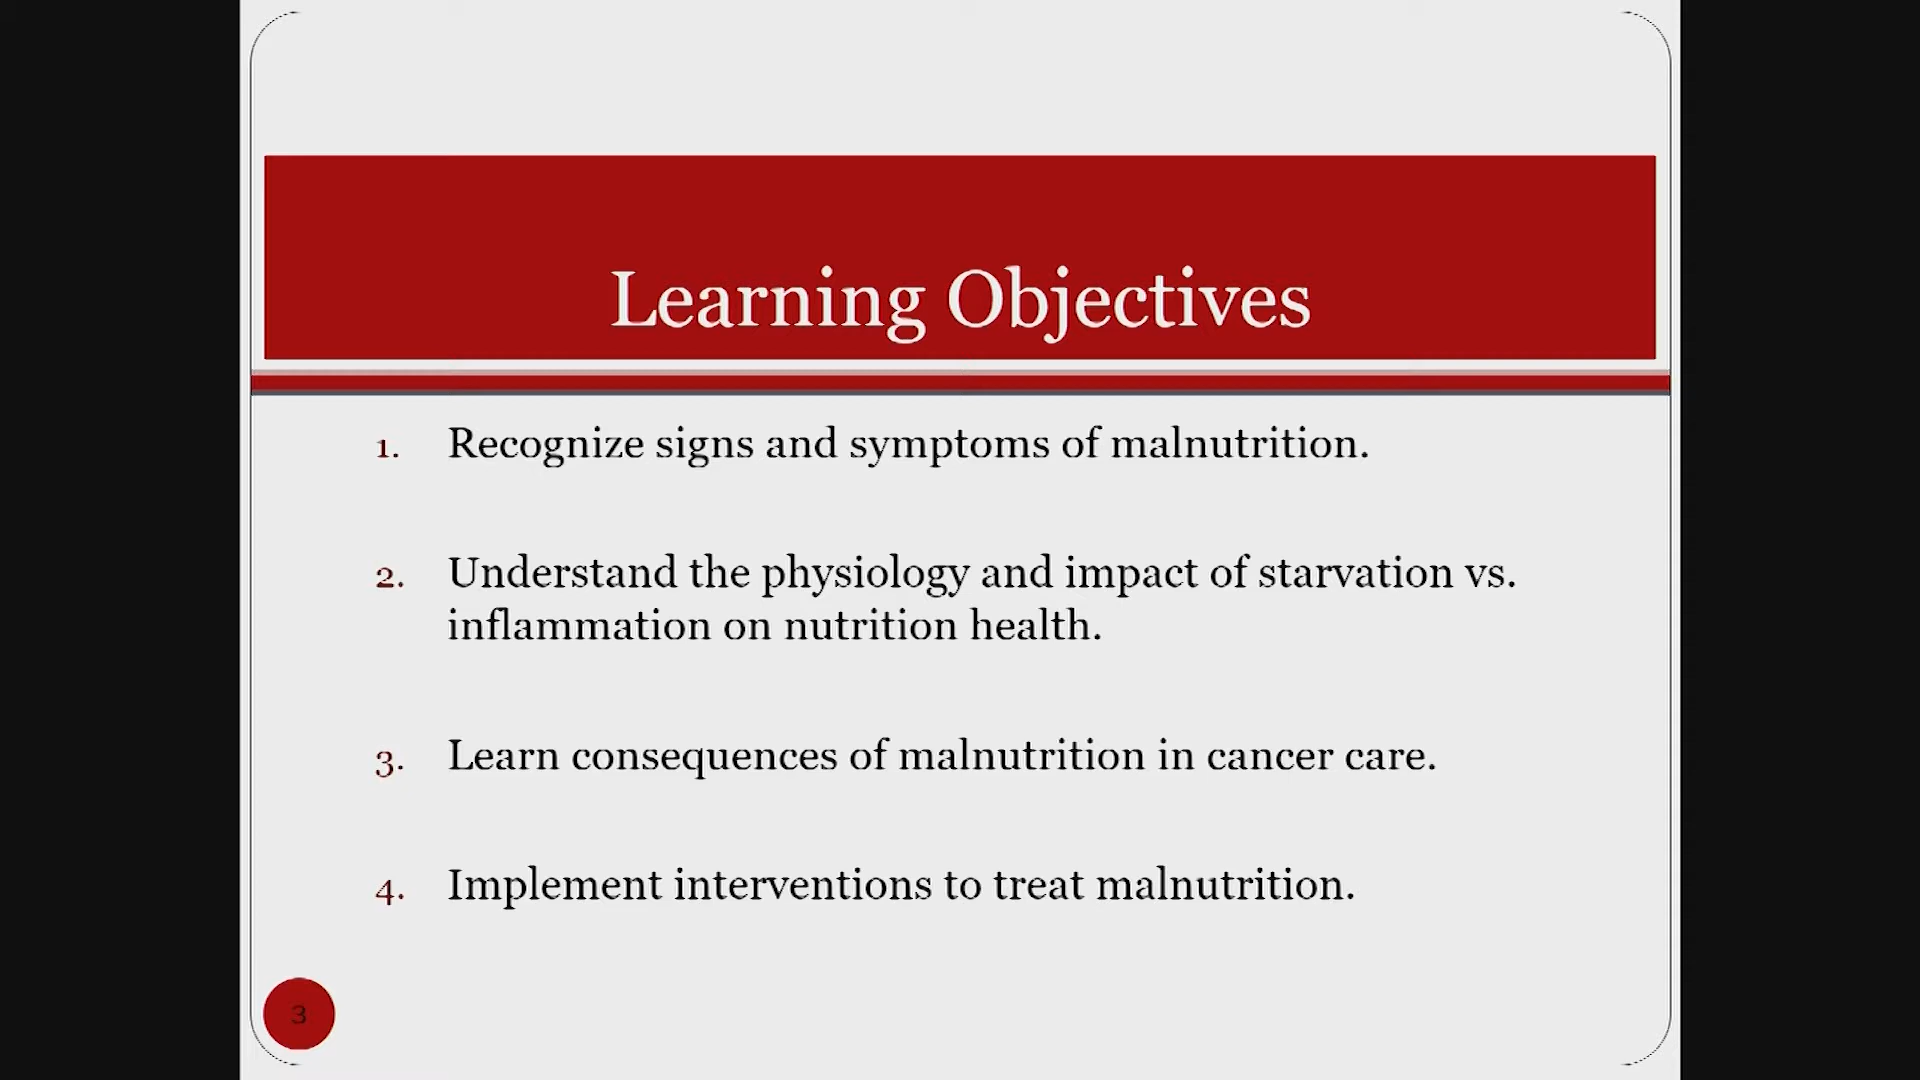 Learning Objectives
1. Recognize signs and symptoms of malnutrition.
2. Understand the physiology and impact of starvation vs.
inflammation on nutrition health.
3. Learn consequences of malnutrition in cancer care.
4. Implement interventions to treat malnutrition.
3